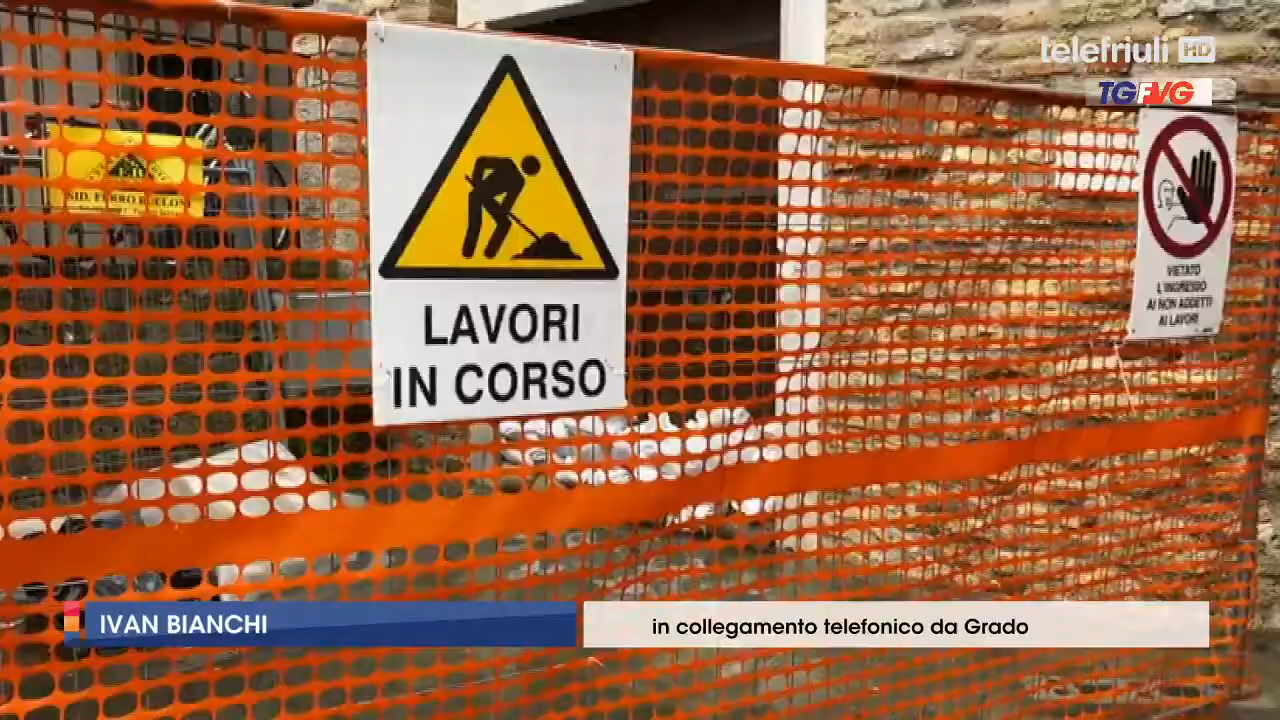 telefriuli HD
TGFVG
LAVORI
IN CORSO
VIETATO
L'INGRESSO
AI NON ADDETTI
AI LAVORI
IVAN BIANCHI
in collegamento telefonico da Grado